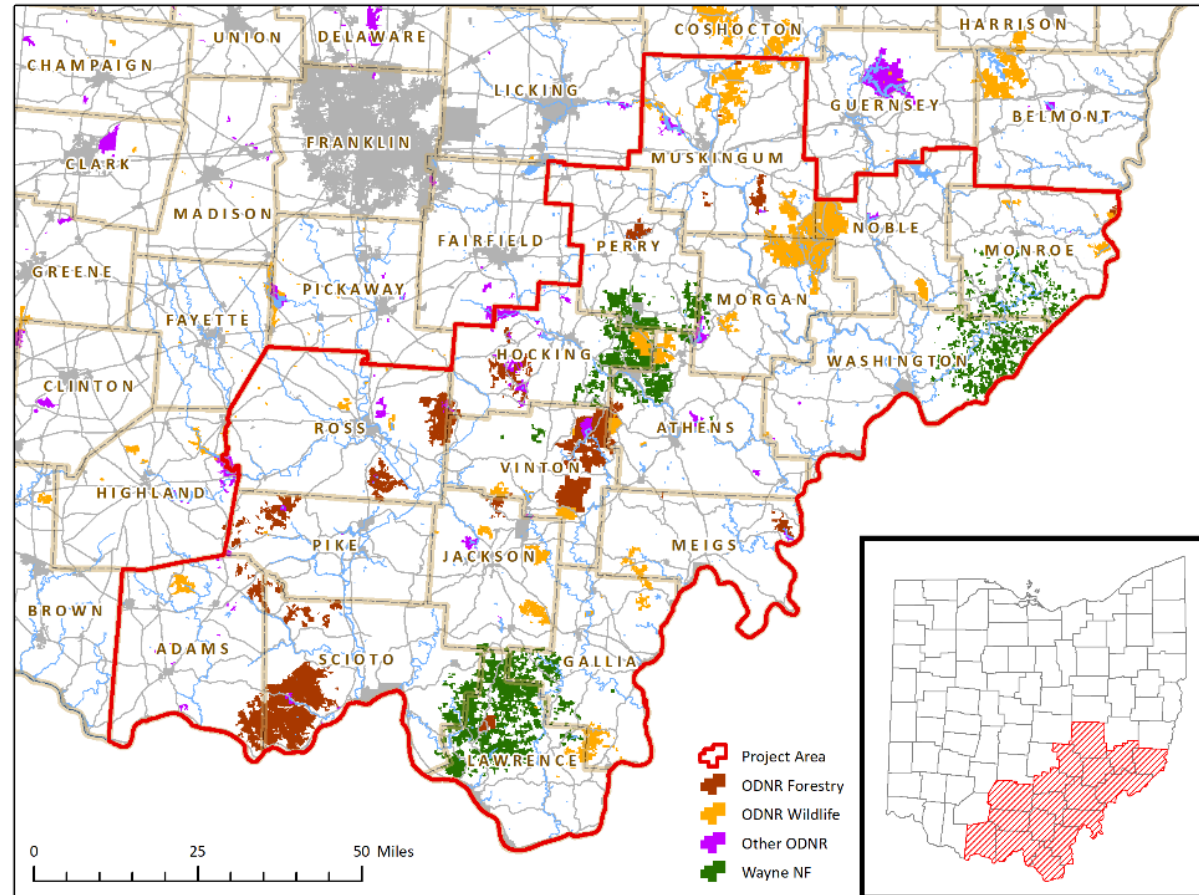 HARRISON
COSHOCTON
UNION
DELAWARE
CHAMPAIGN
LICKING
GUERNSEY
BELMONT
FRANKLIN
CLARK
MUSKINGUM
MADISON
NOBLE
FAIRFIELD
PERRY
MONROE
GREENE
PICKAWAY
MORGAN
FAYETTE
HOCKING
WASHINGTON
CLINTON
ROSS
ATHENS
VINTON
HIGHLAND
PIKE
JACKSON
MEIGS
BROWN
ADAMS
SCIOTO
GALLIA
LAWRENCE
Project Area
ODNR Forestry
ODNR Wildlife
Other ODNR
Wayne NF
0 25 50 Miles